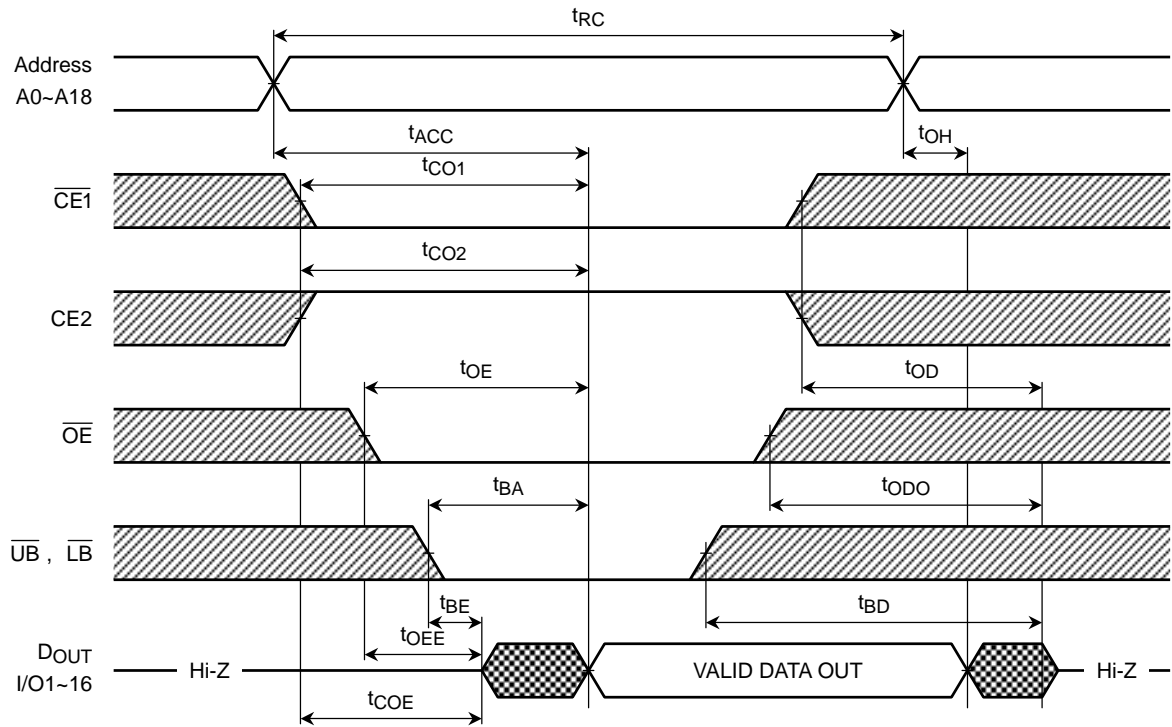 tRC
Address
A0~A18
tACC
tOH
tCO1
CE1
tCO2
CE2
tOE
tOD
OE
tBA
tODO
UB , LB
tBE
tBD
tOEE
DOUT
I/O1~16
Hi-Z
VALID DATA OUT
Hi-Z
tCOE